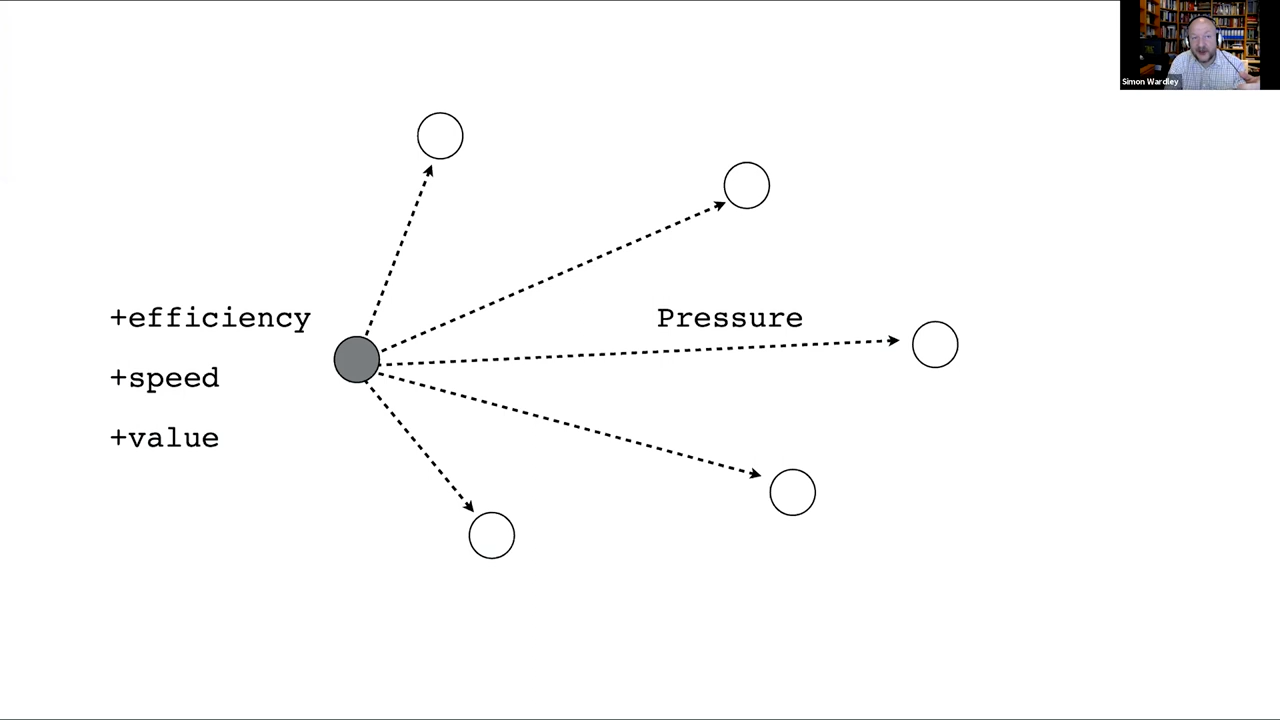 Simon Wardley
+efficiency
Pressure
+speed
+value